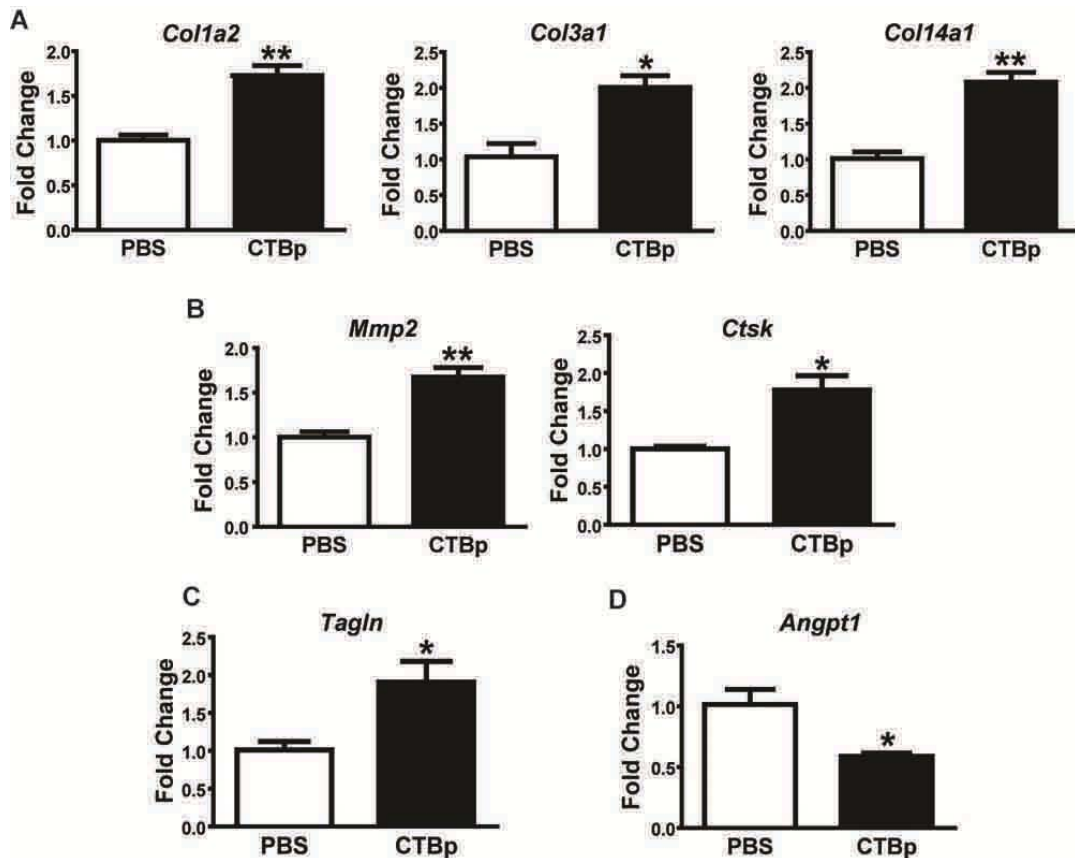 A
Col1a2
Col3a1
Col14a1
**
*
**
Fold Change
2.0
1.5
1.0
0.5
0.0
PBS
CTBp
Fold Change
2.5
2.0
1.5
1.0
0.5
0.0
PBS
CTBp
Fold Change
2.5
2.0
1.5
1.0
0.5
0.0
PBS
CTBp
B
Mmp2
Ctsk
**
*
Fold Change
2.0
1.5
1.0
0.5
0.0
PBS
CTBp
Fold Change
2.5
2.0
1.5
1.0
0.5
0.0
PBS
CTBp
C
Tagln
*
Fold Change
2.5
2.0
1.5
1.0
0.5
0.0
PBS
CTBp
D
Angpt1
*
Fold Change
1.5
1.0
0.5
0.0
PBS
CTBp